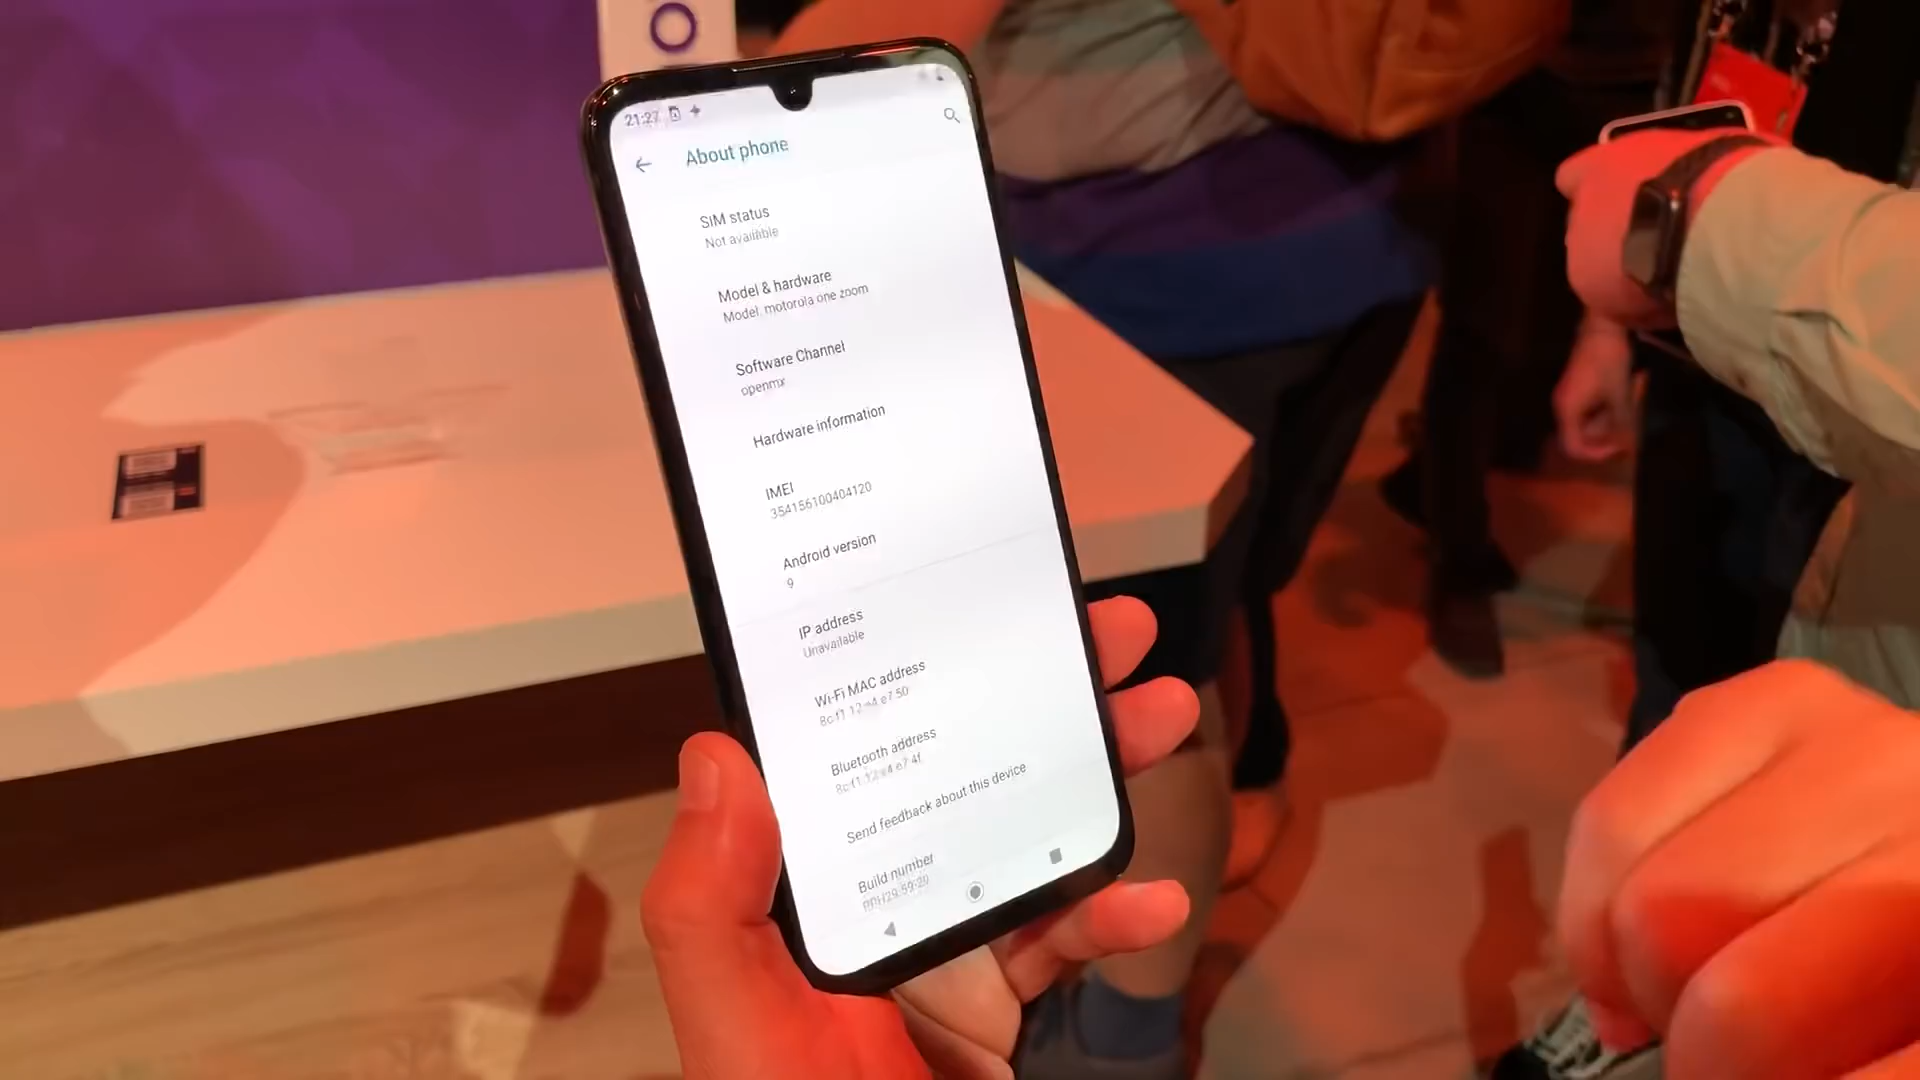 21:27
About phone
SIM status
Not available
Model & hardware
Model: motorola one zoom
Software Channel
openmx
Hardware information
IMEI
354156100404120
Android version
9
IP address
Unavailable
Wi-Fi MAC address
Bluetooth address
Send feedback about this device
Build number